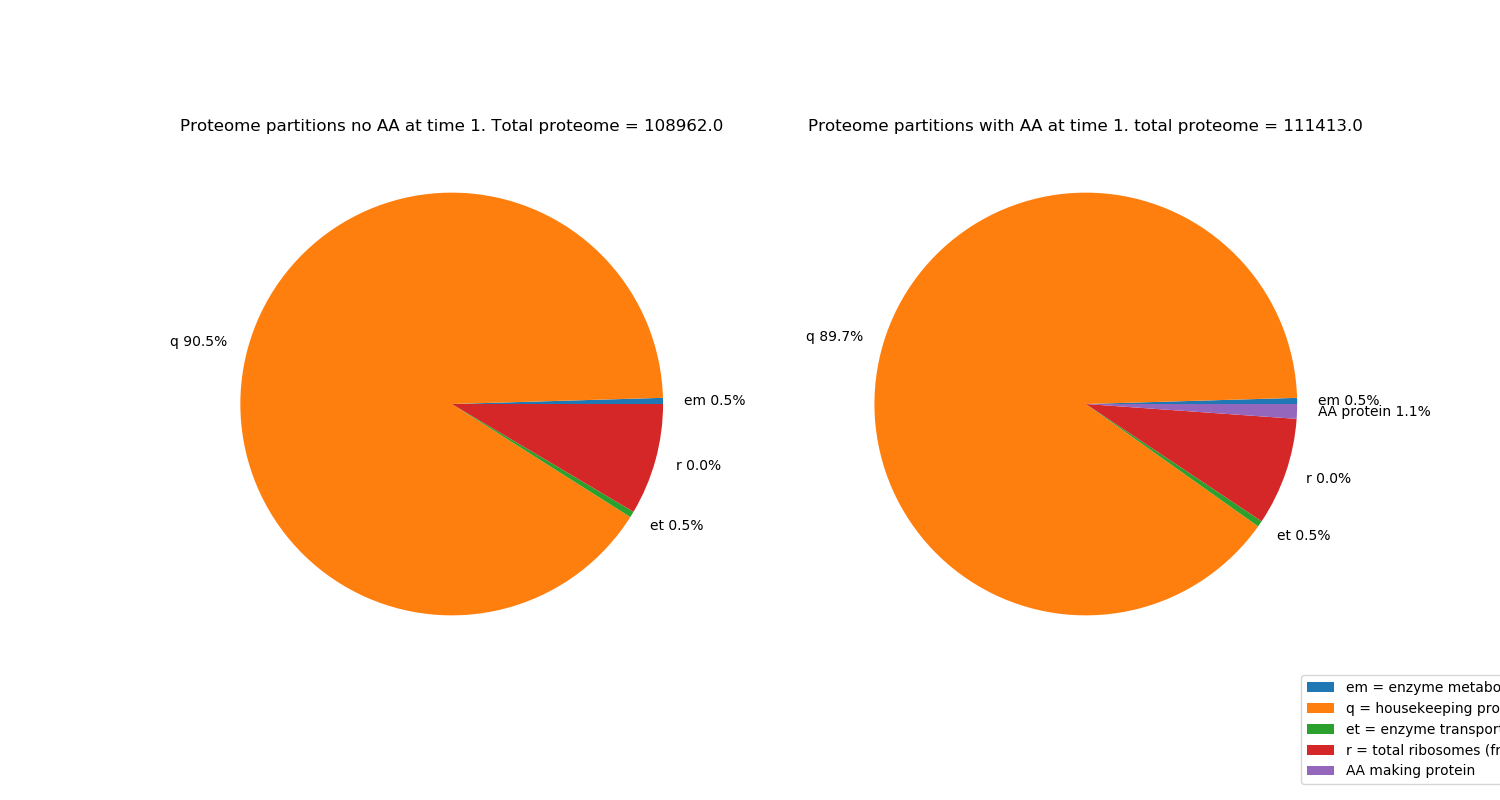 Proteome partitions no AA at time 1. Total proteome = 108962.0
q 90.5%
em 0.5%
r 0.0%
et 0.5%
Proteome partitions with AA at time 1. total proteome = 111413.0
q 89.7%
em 0.5%
AA protein 1.1%
r 0.0%
et 0.5%
em = enzyme metabo
q = housekeeping pro
et = enzyme transport
r = total ribosomes (fr
AA making protein